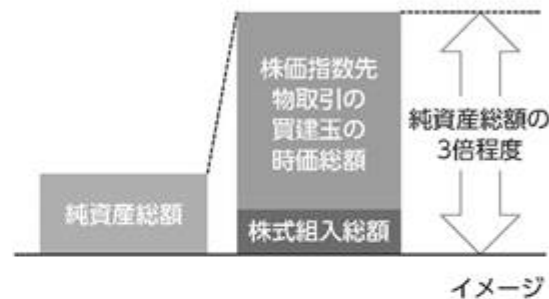 株価指数先
物取引の
買建玉の
時価総額
純資産総額の
3倍程度
純資産総額
株式組入総額
イメージ